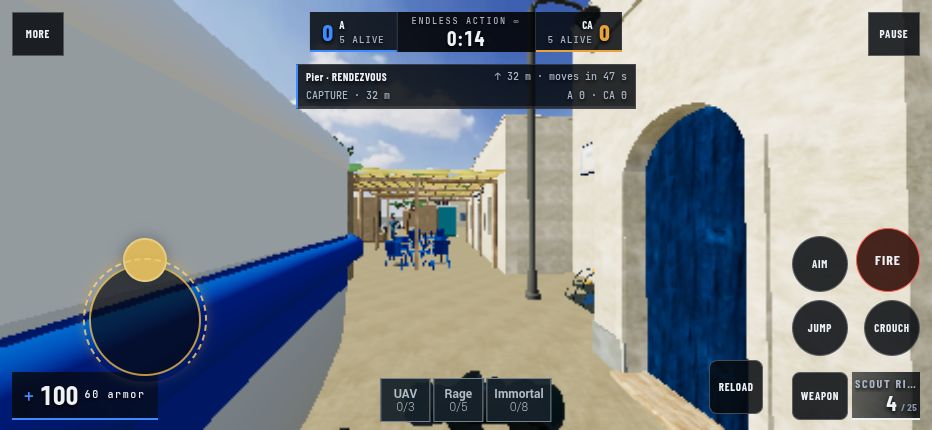 MORE
0 A 5 ALIVE
ENDLESS ACTION ∞
0:14
CA 0
5 ALIVE
PAUSE
Pier · RENDEZVOUS ↑ 32 m · moves in 47 s
CAPTURE · 32 m A 0 · CA 0
AIM
FIRE
JUMP
CROUCH
RELOAD
WEAPON
SCOUT RI...
4 / 25
+ 100 60 armor
UAV
0/3
Rage
0/5
Immortal
0/8